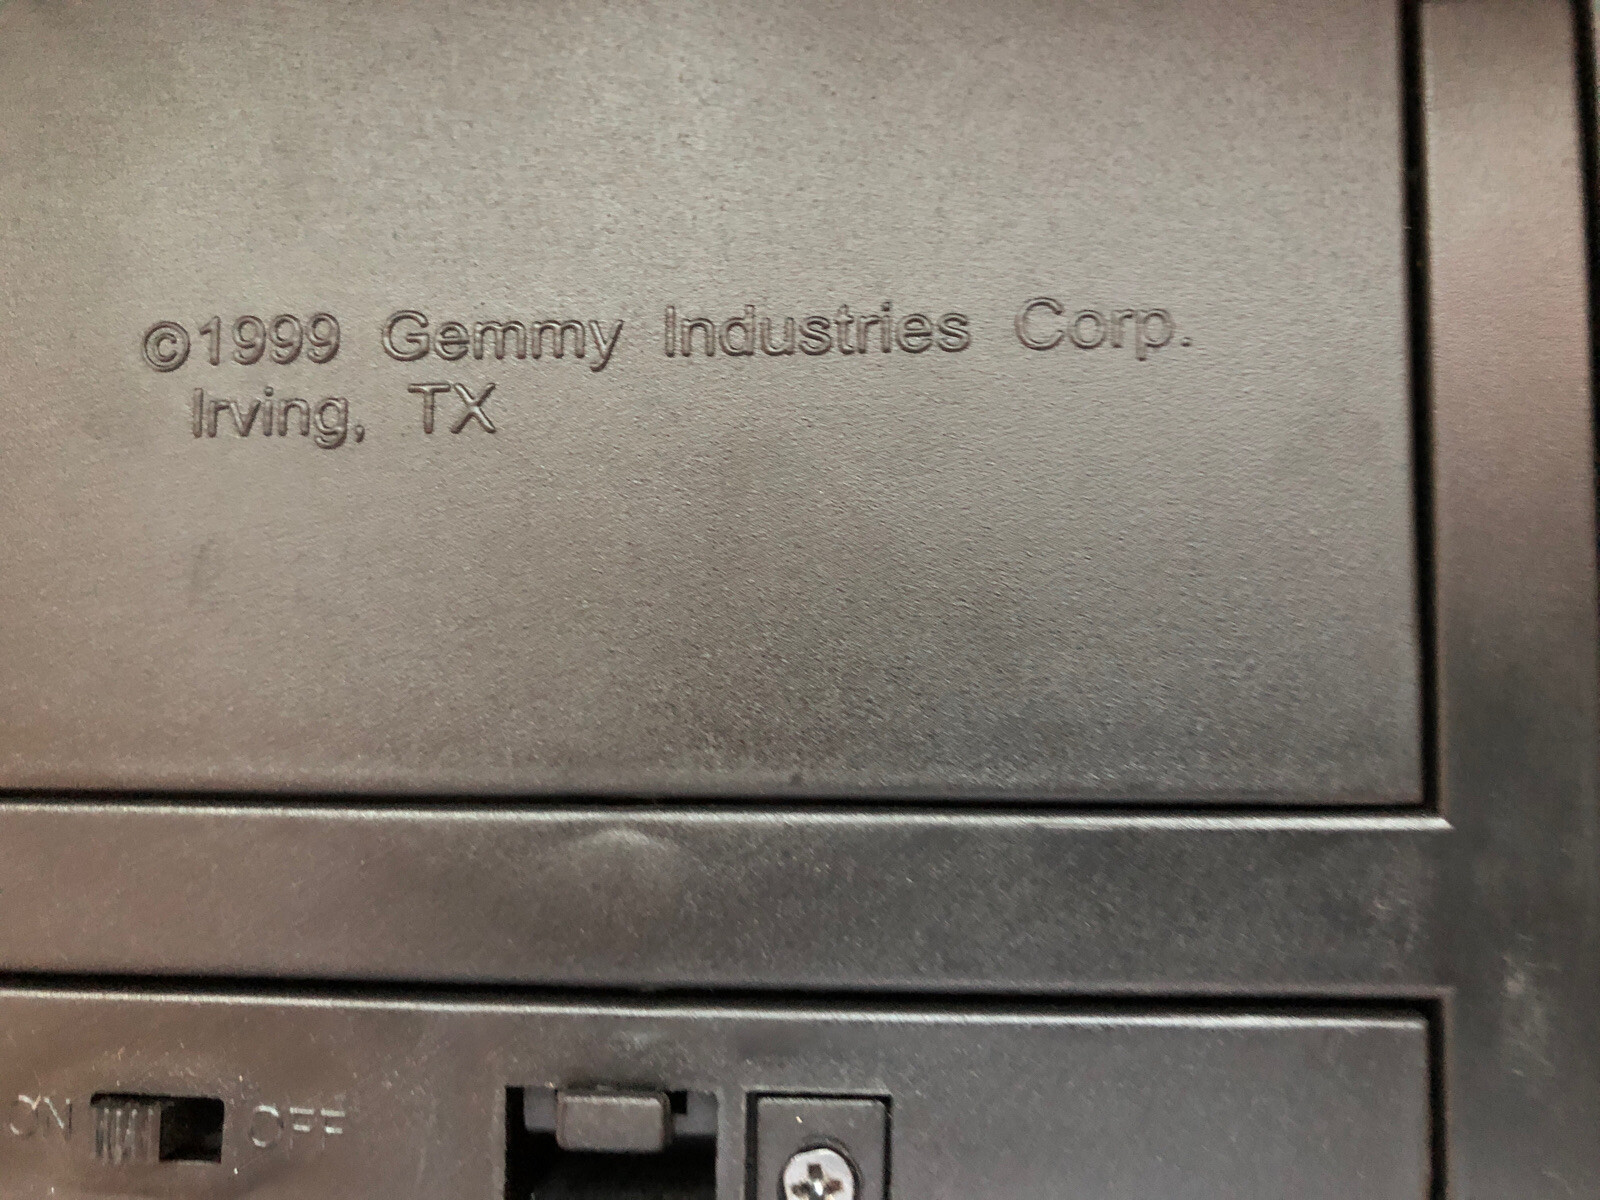 ©1999 Gemmy Industries Corp.
Irving, TX
ON OFF